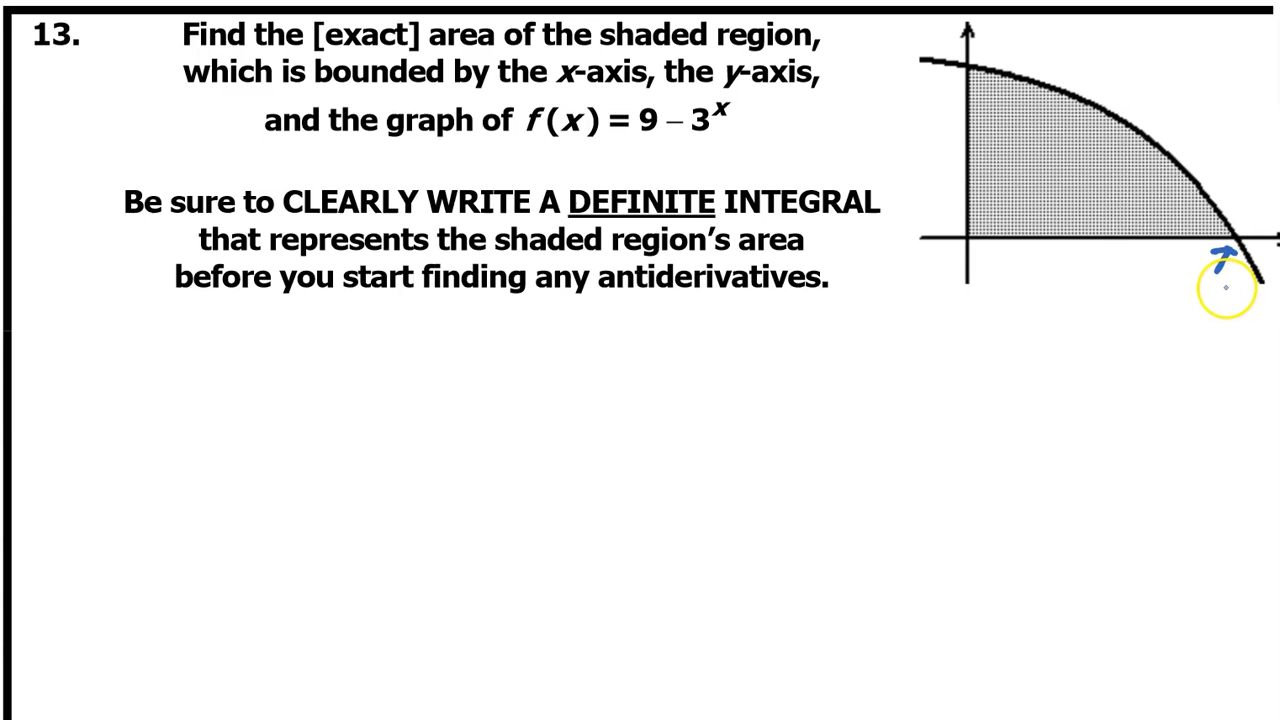 13.
Find the [exact] area of the shaded region,
which is bounded by the x-axis, the y-axis,
and the graph of f(x) = 9 – 3ˣ
Be sure to CLEARLY WRITE A DEFINITE INTEGRAL
that represents the shaded region’s area
before you start finding any antiderivatives.